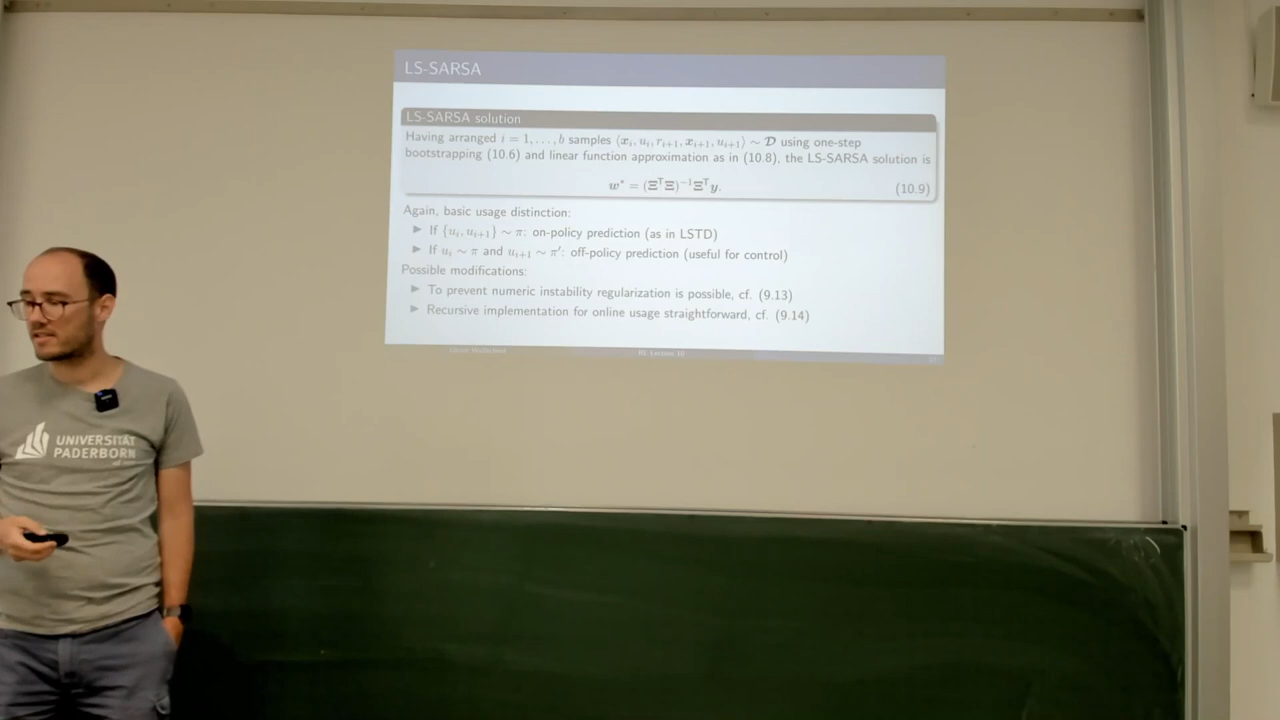 LS-SARSA
LS-SARSA solution
Having arranged i = 1, . . . , b samples ⟨x_i, u_i, r_{i+1}, x_{i+1}, u_{i+1}⟩ ∼ 𝓓 using one-step
bootstrapping (10.6) and linear function approximation as in (10.8), the LS-SARSA solution is
w* = (Ξ^T Ξ)^{-1} Ξ^T y. (10.9)
Again, basic usage distinction:
▶ If {u_i, u_{i+1}} ∼ π: on-policy prediction (as in LSTD)
▶ If u_i ∼ π and u_{i+1} ∼ π′: off-policy prediction (useful for control)
Possible modifications:
▶ To prevent numeric instability regularization is possible, cf. (9.13)
▶ Recursive implementation for online usage straightforward, cf. (9.14)
RL Lecture 10
UNIVERSITÄT
PADERBORN